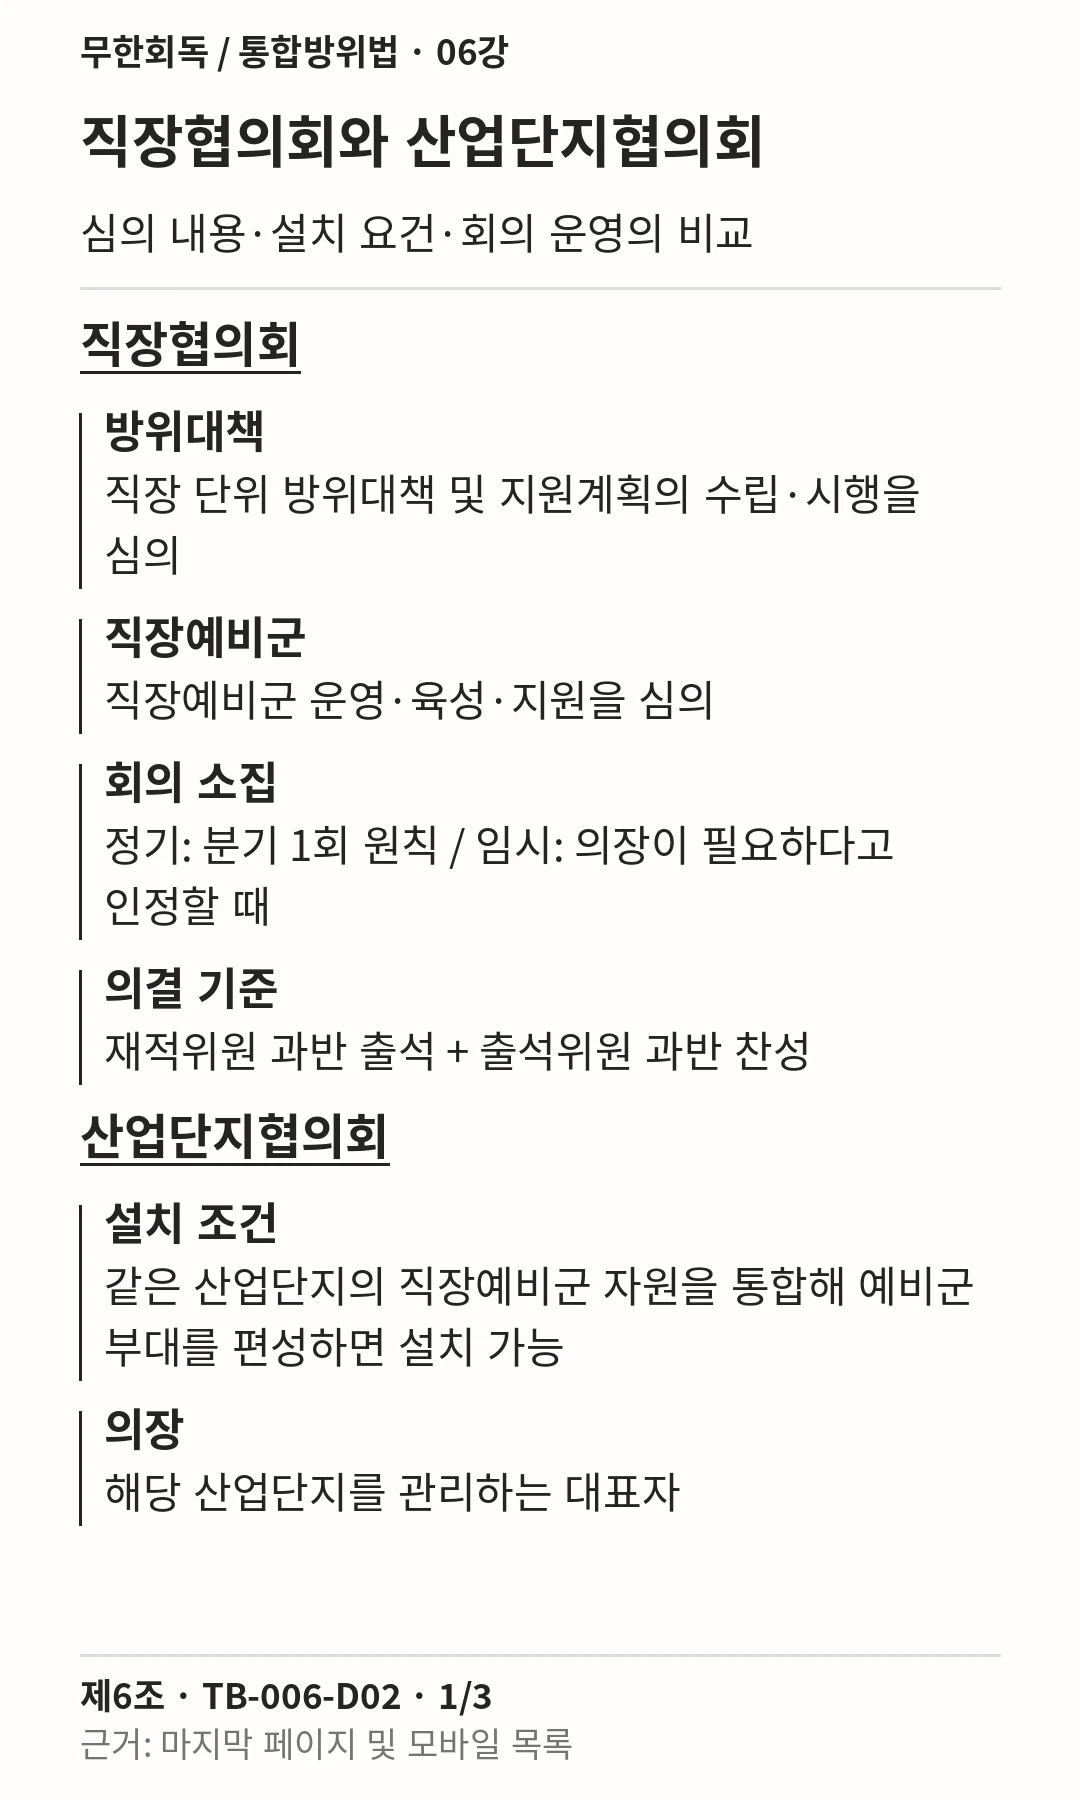 무한회독 / 통합방위법 · 06강
직장협의회와 산업단지협의회
심의 내용·설치 요건·회의 운영의 비교
직장협의회
방위대책
직장 단위 방위대책 및 지원계획의 수립·시행을
심의
직장예비군
직장예비군 운영·육성·지원을 심의
회의 소집
정기: 분기 1회 원칙 / 임시: 의장이 필요하다고
인정할 때
의결 기준
재적위원 과반 출석 + 출석위원 과반 찬성
산업단지협의회
설치 조건
같은 산업단지의 직장예비군 자원을 통합해 예비군
부대를 편성하면 설치 가능
의장
해당 산업단지를 관리하는 대표자
제6조 · TB-006-D02 · 1/3
근거: 마지막 페이지 및 모바일 목록